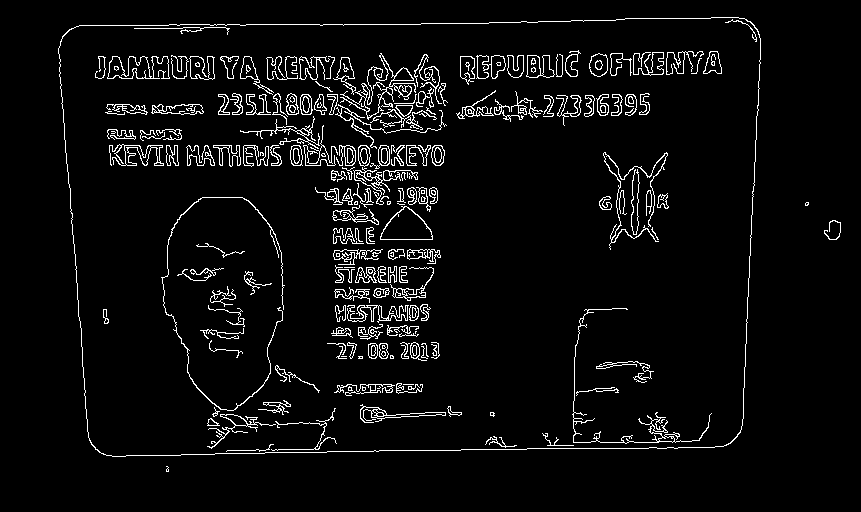 JAMHURI YA KENYA REPUBLIC OF KENYA
SERIAL NUMBER 235118047 27336395
FULL NAMES
KEVIN MATHEWS OLANDO OKEYO
DATE OF BIRTH
14.12.1989
SEX
MALE
DISTRICT OF BIRTH
STAREHE
PLACE OF ISSUE
WESTLANDS
DATE OF ISSUE
27.08.2013
HOLDER'S SIGN
G K